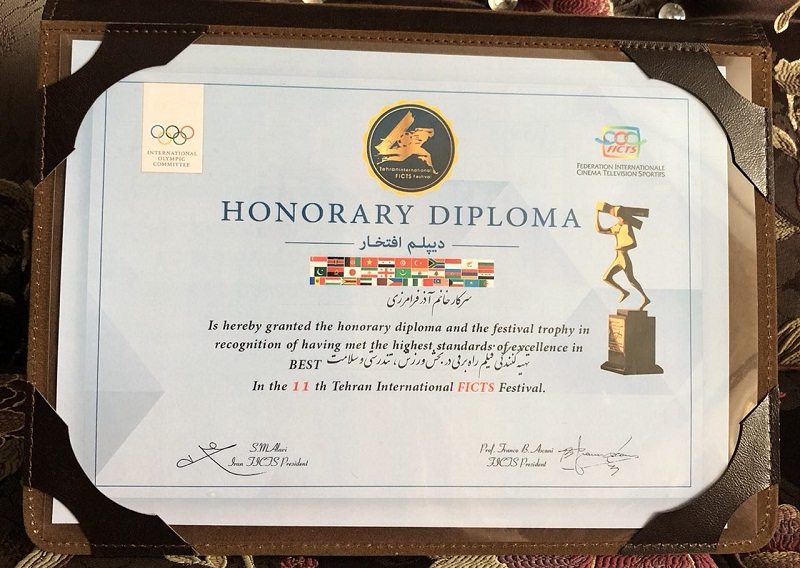 INTERNATIONAL
OLYMPIC
COMMITTEE
Tehran International
FICTS Festival
FICTS
FEDERATION INTERNATIONALE
CINEMA TELEVISION SPORTIFS
HONORARY DIPLOMA
دیپلم افتخار
سرکار خانم آذر فرامرزی
Is hereby granted the honorary diploma and the festival trophy in
recognition of having met the highest standards of excellence in
BEST تهیه کنندگی فیلم راه بربی در بخش ورزش، تندرستی و سلامت
In the 11 th Tehran International FICTS Festival.
S.M.Alavi
Iran FICTS President
Prof. Franco B. Ascani
FICTS President